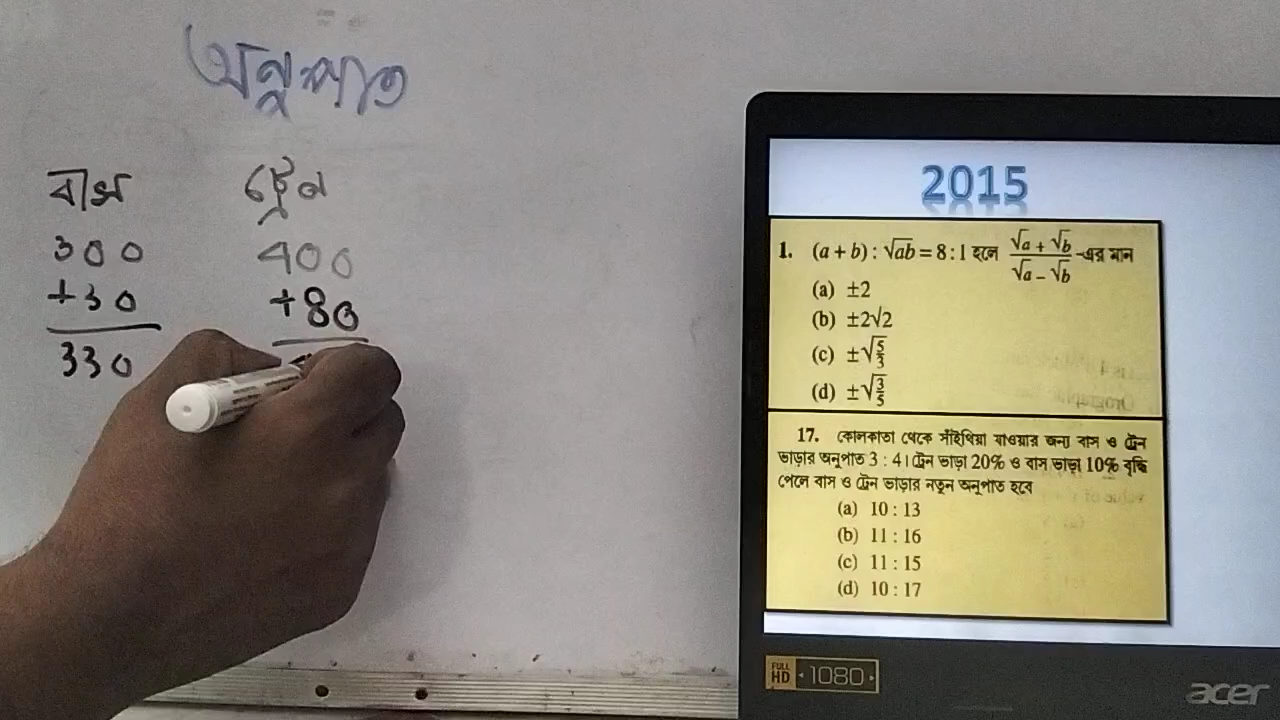 অনুপাত
বাস ট্রেন
300 400
+30 +80
330
2015
1. (a + b) : √ab = 8 : 1 হলে (√a + √b)/(√a – √b) -এর মান
(a) ±2
(b) ±2√2
(c) ±√(5/3)
(d) ±√(3/5)
17. কোলকাতা থেকে সাঁইথিয়া যাওয়ার জন্য বাস ও ট্রেন
ভাড়ার অনুপাত 3 : 4। ট্রেন ভাড়া 20% ও বাস ভাড়া 10% বৃদ্ধি
পেলে বাস ও ট্রেন ভাড়ার নতুন অনুপাত হবে
(a) 10 : 13
(b) 11 : 16
(c) 11 : 15
(d) 10 : 17
FULL HD 1080
acer